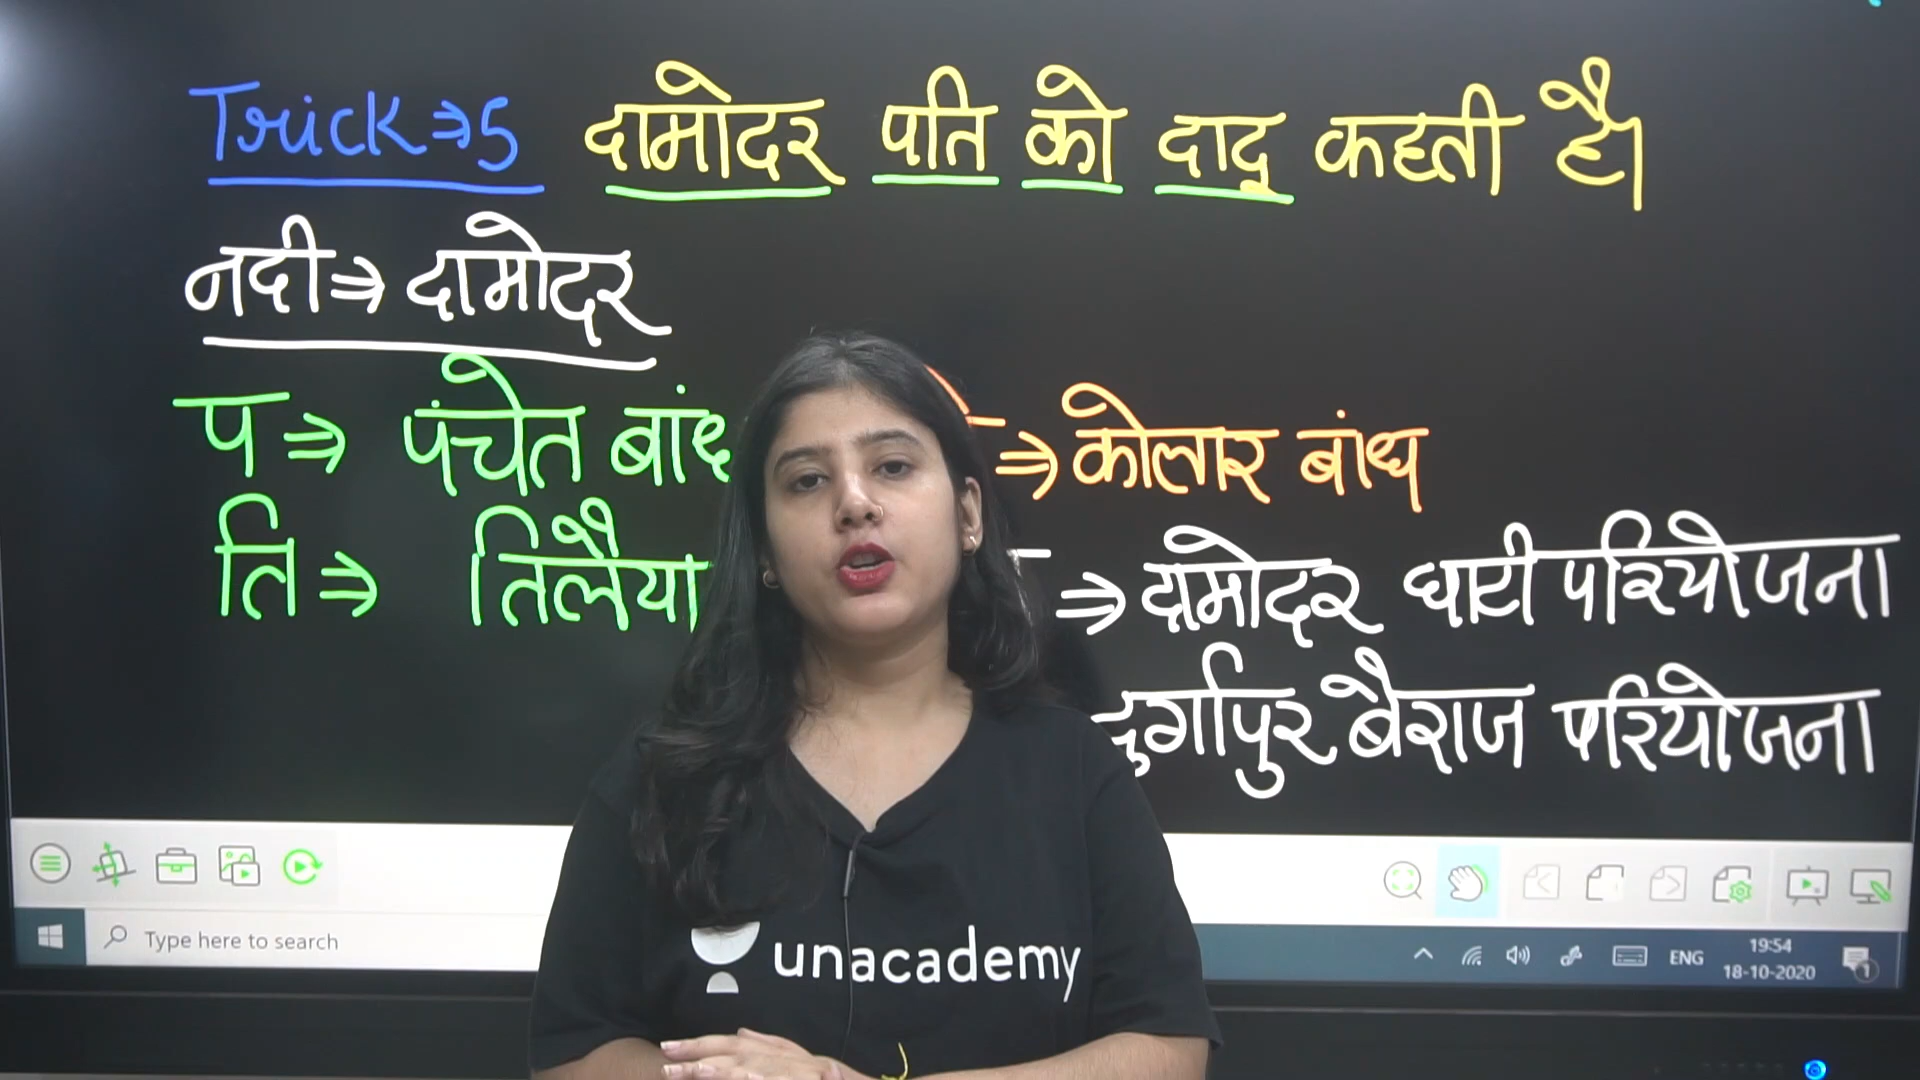 Trick⇒5 दामोदर पति को दादु कहती है।
नदी⇒दामोदर
प⇒ पंचेत बांध ⇒कोलार बांध
ति⇒ तिलैया ⇒दामोदर घाटी परियोजना
दुर्गापुर बैराज परियोजना
unacademy
Type here to search
ENG
19:54
18-10-2020
1